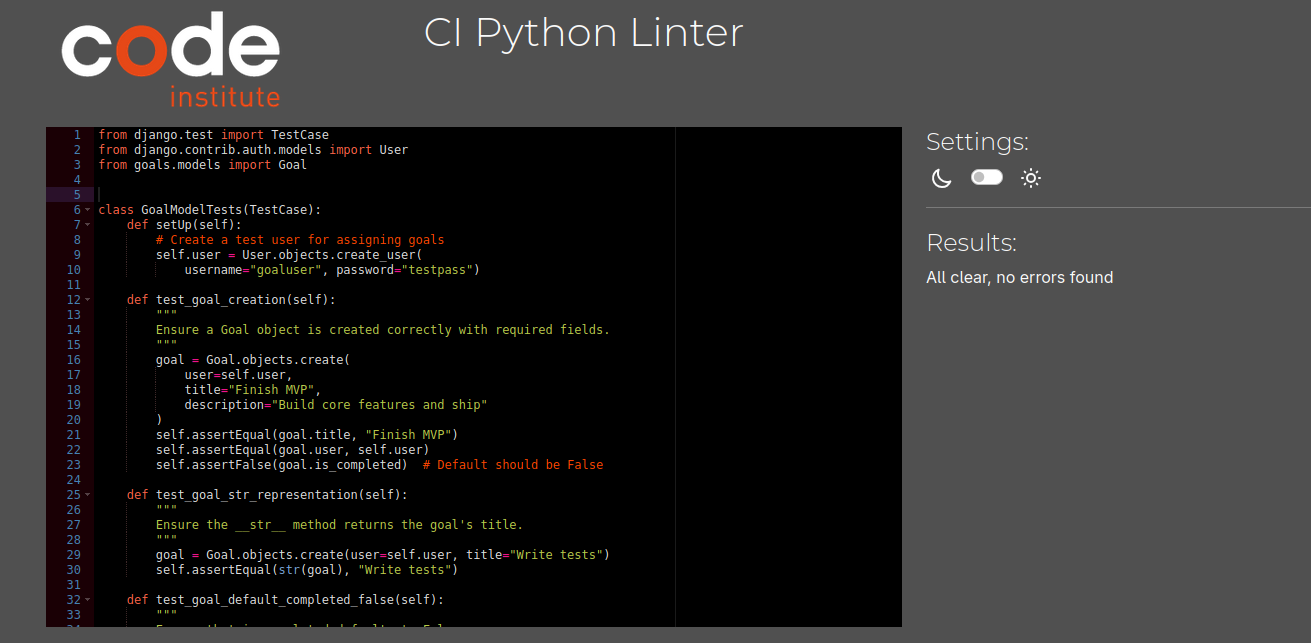 code
institute
CI Python Linter
1 from django.test import TestCase
2 from django.contrib.auth.models import User
3 from goals.models import Goal
4
5
6 class GoalModelTests(TestCase):
7 def setUp(self):
8 # Create a test user for assigning goals
9 self.user = User.objects.create_user(
10 username="goaluser", password="testpass")
11
12 def test_goal_creation(self):
13 """
14 Ensure a Goal object is created correctly with required fields.
15 """
16 goal = Goal.objects.create(
17 user=self.user,
18 title="Finish MVP",
19 description="Build core features and ship"
20 )
21 self.assertEqual(goal.title, "Finish MVP")
22 self.assertEqual(goal.user, self.user)
23 self.assertFalse(goal.is_completed)  # Default should be False
24
25 def test_goal_str_representation(self):
26 """
27 Ensure the __str__ method returns the goal's title.
28 """
29 goal = Goal.objects.create(user=self.user, title="Write tests")
30 self.assertEqual(str(goal), "Write tests")
31
32 def test_goal_default_completed_false(self):
33 """
Settings:
Results:
All clear, no errors found